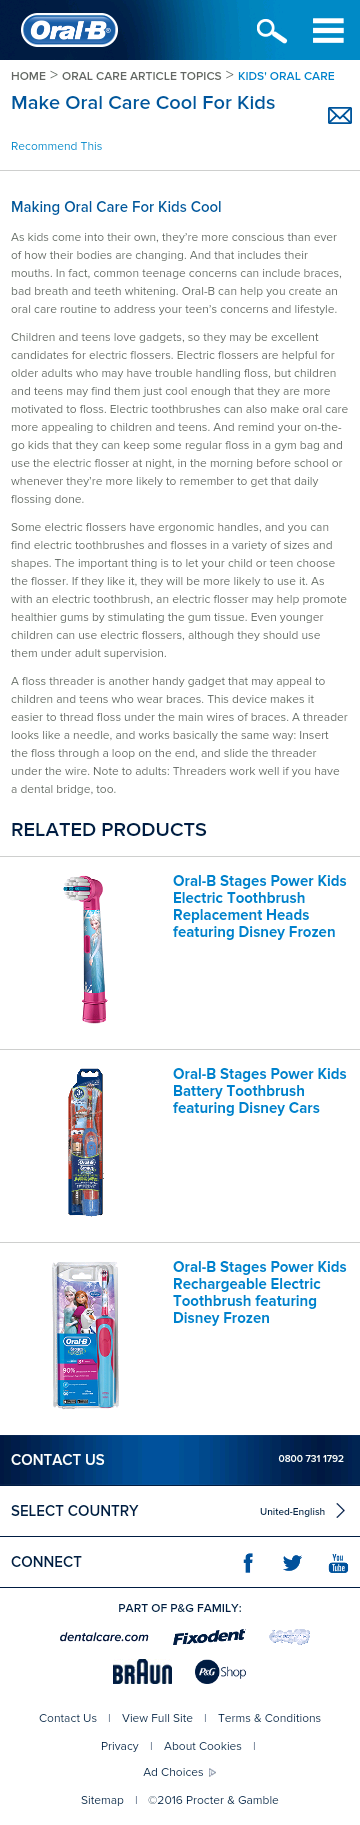 Oral-B
HOME > ORAL CARE ARTICLE TOPICS > KIDS' ORAL CARE
Make Oral Care Cool For Kids
Recommend This
Making Oral Care For Kids Cool
As kids come into their own, they're more conscious than ever
of how their bodies are changing. And that includes their
mouths. In fact, common teenage concerns can include braces,
bad breath and teeth whitening. Oral-B can help you create an
oral care routine to address your teen's concerns and lifestyle.
Children and teens love gadgets, so they may be excellent
candidates for electric flossers. Electric flossers are helpful for
older adults who may have trouble handling floss, but children
and teens may find them just cool enough that they are more
motivated to floss. Electric toothbrushes can also make oral care
more appealing to children and teens. And remind your on-the-
go kids that they can keep some regular floss in a gym bag and
use the electric flosser at night, in the morning before school or
whenever they're more likely to remember to get that daily
flossing done.
Some electric flossers have ergonomic handles, and you can
find electric toothbrushes and flosses in a variety of sizes and
shapes. The important thing is to let your child or teen choose
the flosser. If they like it, they will be more likely to use it. As
with an electric toothbrush, an electric flosser may help promote
healthier gums by stimulating the gum tissue. Even younger
children can use electric flossers, although they should use
them under adult supervision.
A floss threader is another handy gadget that may appeal to
children and teens who wear braces. This device makes it
easier to thread floss under the main wires of braces. A threader
looks like a needle, and works basically the same way: Insert
the floss through a loop on the end, and slide the threader
under the wire. Note to adults: Threaders work well if you have
a dental bridge, too.
RELATED PRODUCTS
Oral-B Stages Power Kids
Electric Toothbrush
Replacement Heads
featuring Disney Frozen
Oral-B Stages Power Kids
Battery Toothbrush
featuring Disney Cars
Oral-B
Oral-B Stages Power Kids
Rechargeable Electric
Toothbrush featuring
Disney Frozen
Oral-B
90%
CONTACT US 0800 731 1792
SELECT COUNTRY United-English
CONNECT You Tube
PART OF P&G FAMILY:
dentalcare.com Fixodent
BRAUN P&G Shop
Contact Us | View Full Site | Terms & Conditions
Privacy | About Cookies |
Ad Choices
Sitemap | ©2016 Procter & Gamble